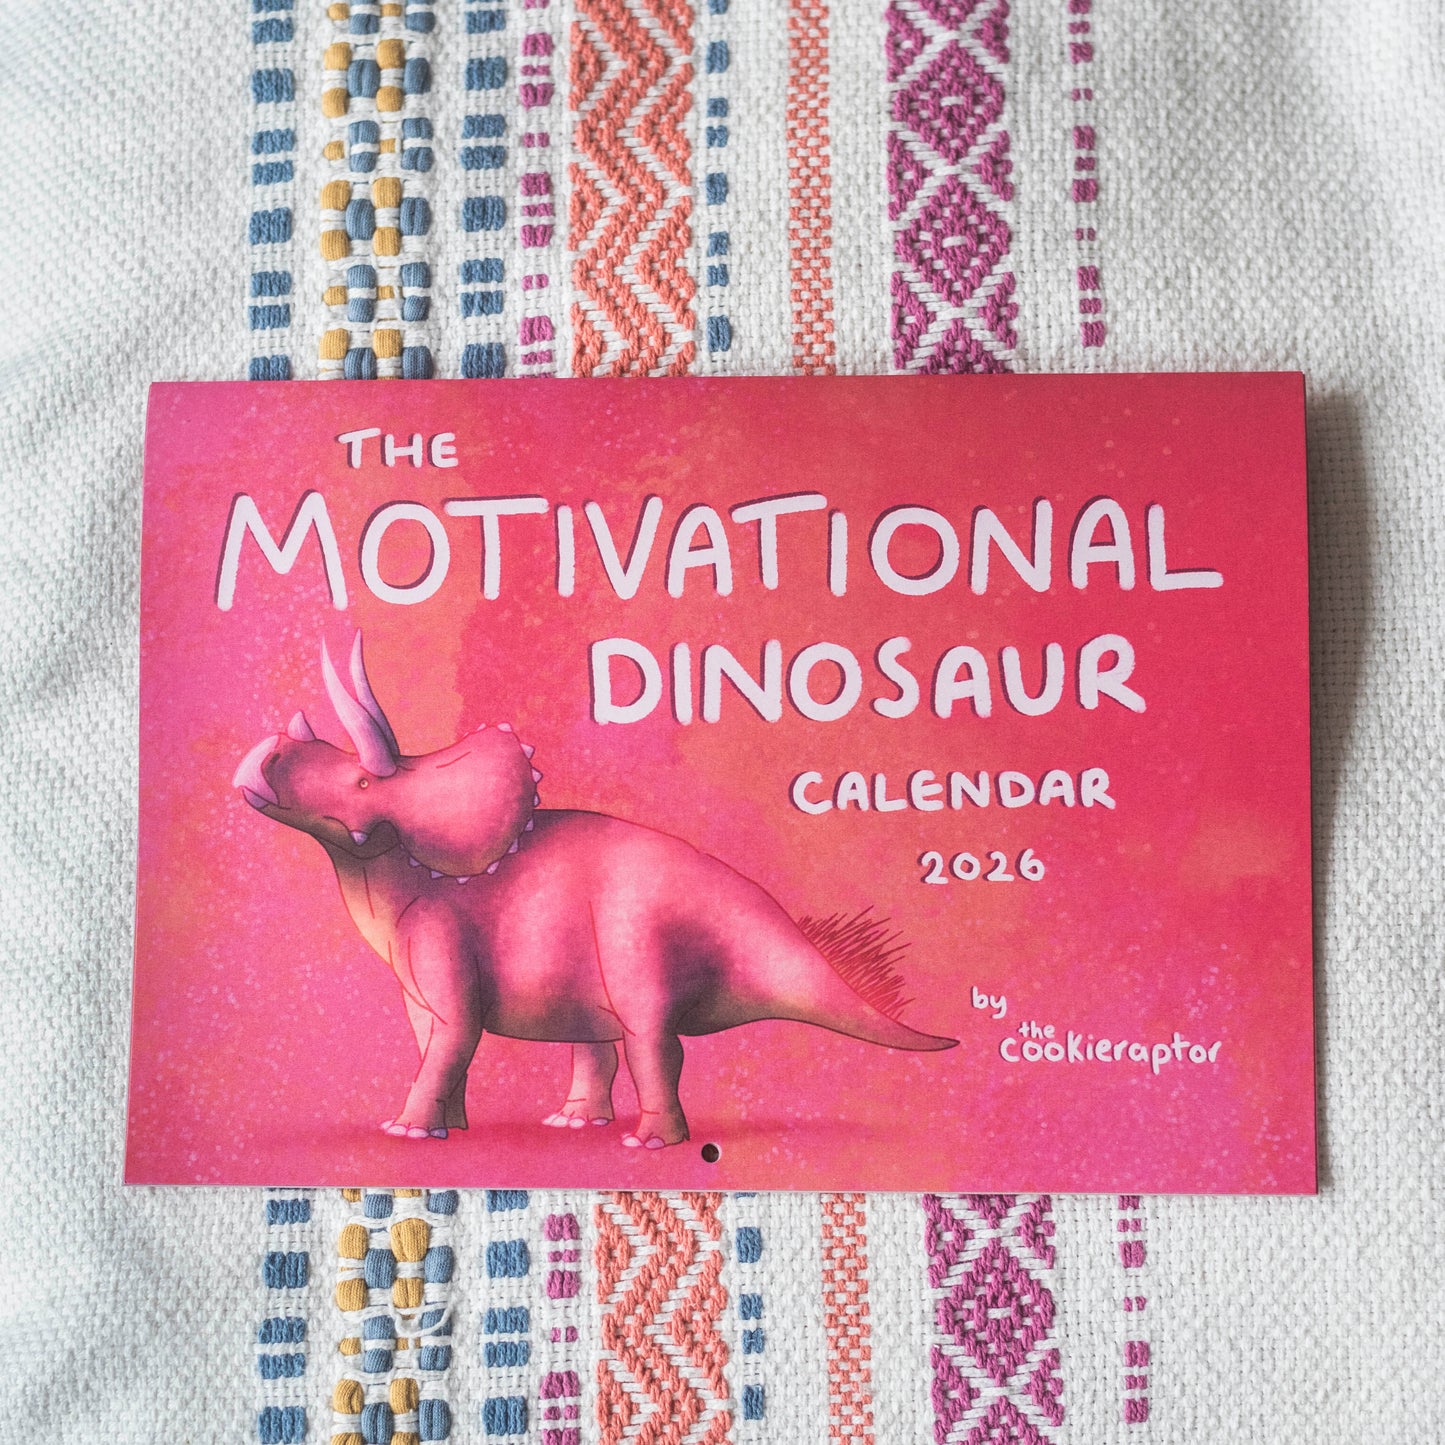 THE
MOTIVATIONAL
DINOSAUR
CALENDAR
2026
by
the
cookieraptor